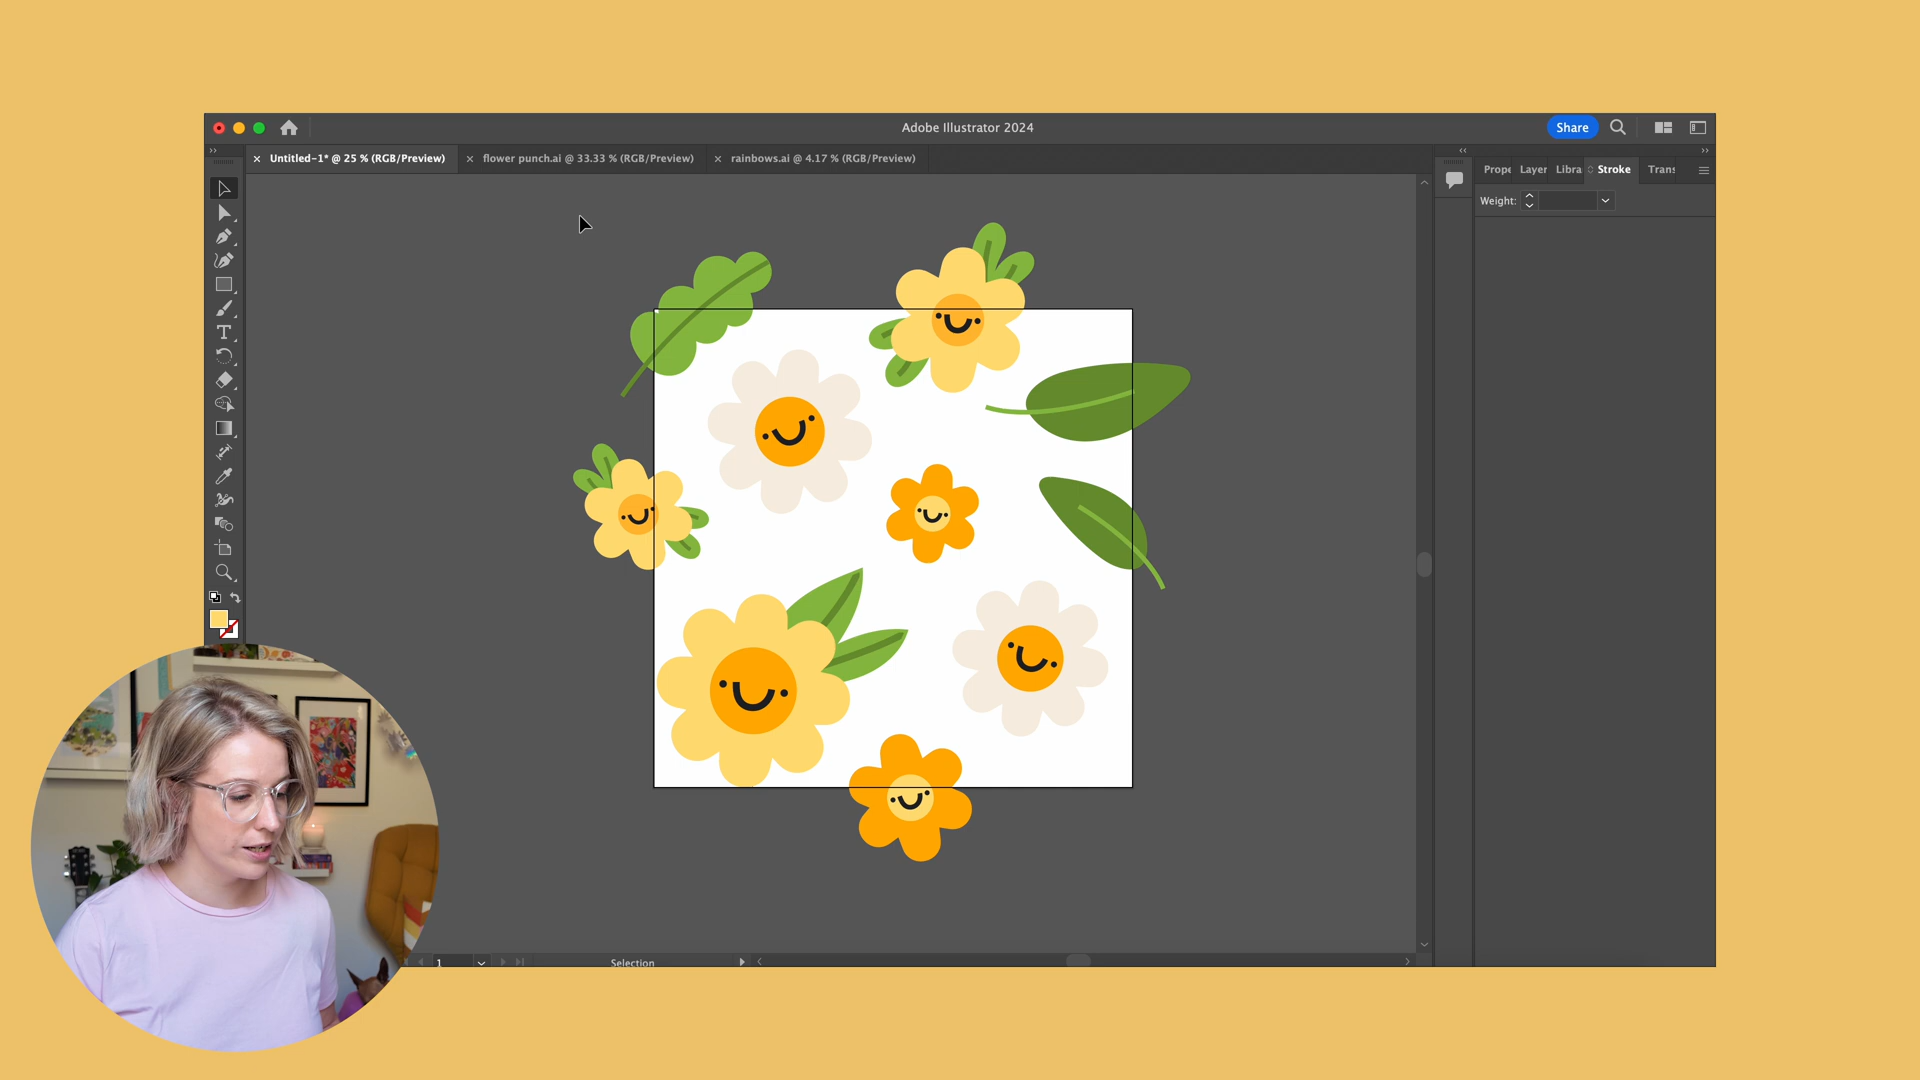 Adobe Illustrator 2024
Share
Untitled-1* @ 25 % (RGB/Preview)
flower punch.ai @ 33.33 % (RGB/Preview)
rainbows.ai @ 4.17 % (RGB/Preview)
Prope
Layer
Libra
Stroke
Trans
Weight:
1
Selection